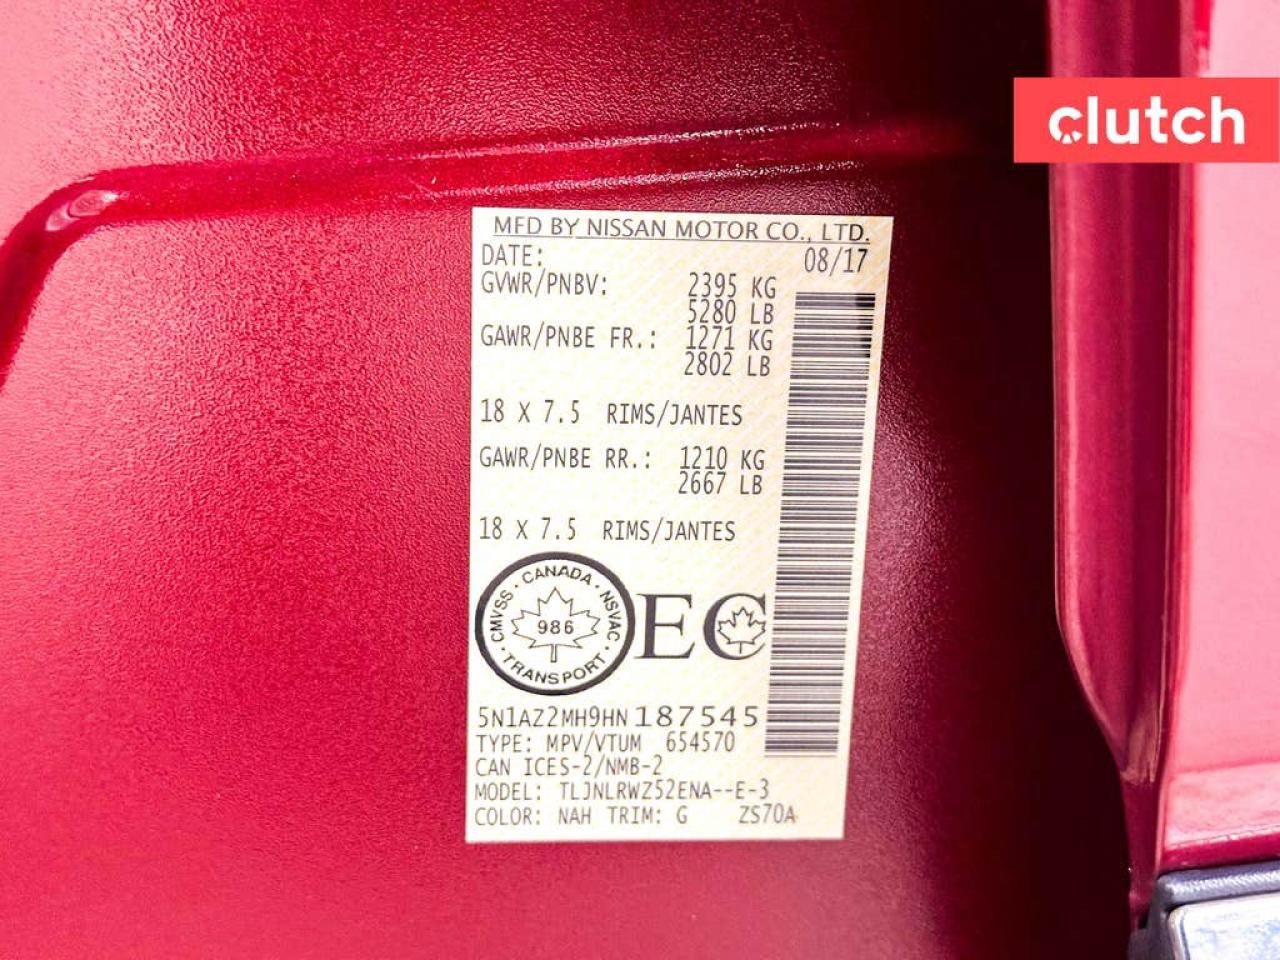 clutch
MFD BY NISSAN MOTOR CO., LTD.
DATE: 08/17
GVWR/PNBV: 2395 KG
5280 LB
GAWR/PNBE FR.: 1271 KG
2802 LB
18 X 7.5 RIMS/JANTES
GAWR/PNBE RR.: 1210 KG
2667 LB
18 X 7.5 RIMS/JANTES
CMVSS · CANADA · NSVAC · TRANSPORT ·
986
EC
5N1AZ2MH9HN187545
TYPE: MPV/VTUM 654570
CAN ICES-2/NMB-2
MODEL: TLJNLRWZ52ENA--E-3
COLOR: NAH TRIM: G ZS70A